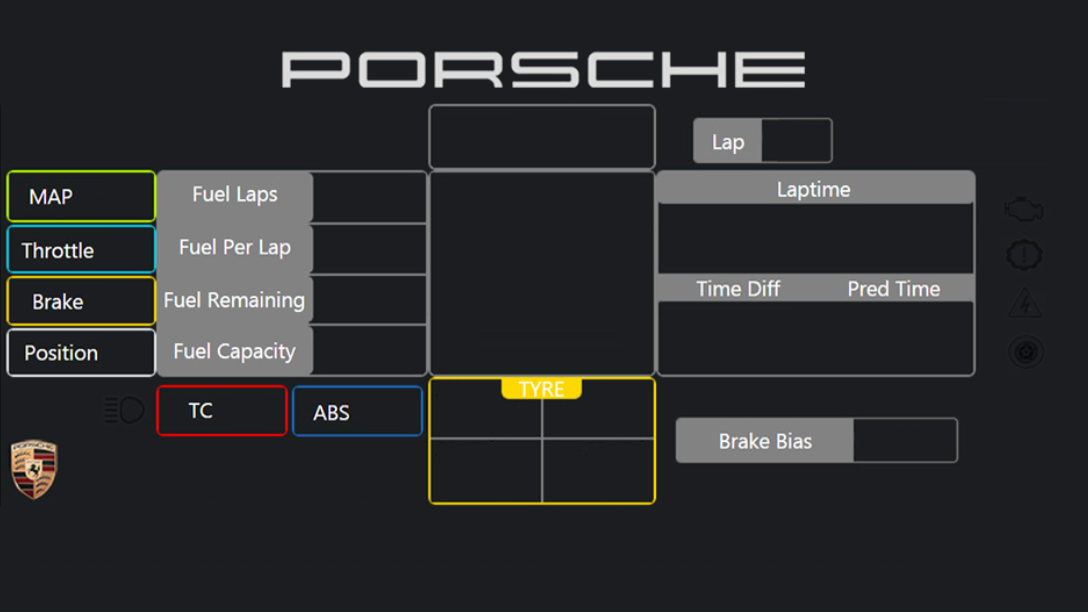 PORSCHE
Lap
MAP
Fuel Laps
Laptime
Throttle
Fuel Per Lap
Brake
Fuel Remaining
Time Diff
Pred Time
Position
Fuel Capacity
TYRE
TC
ABS
Brake Bias
PORSCHE